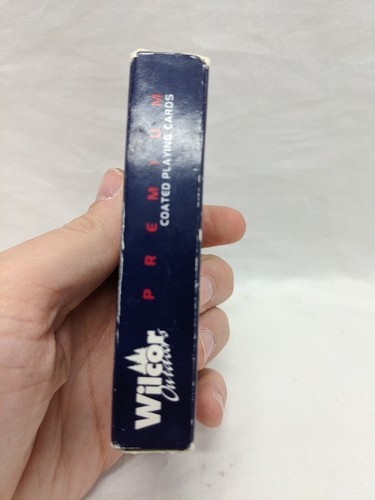 Wilcor
Outdoors
PREMIUM
COATED PLAYING CARDS